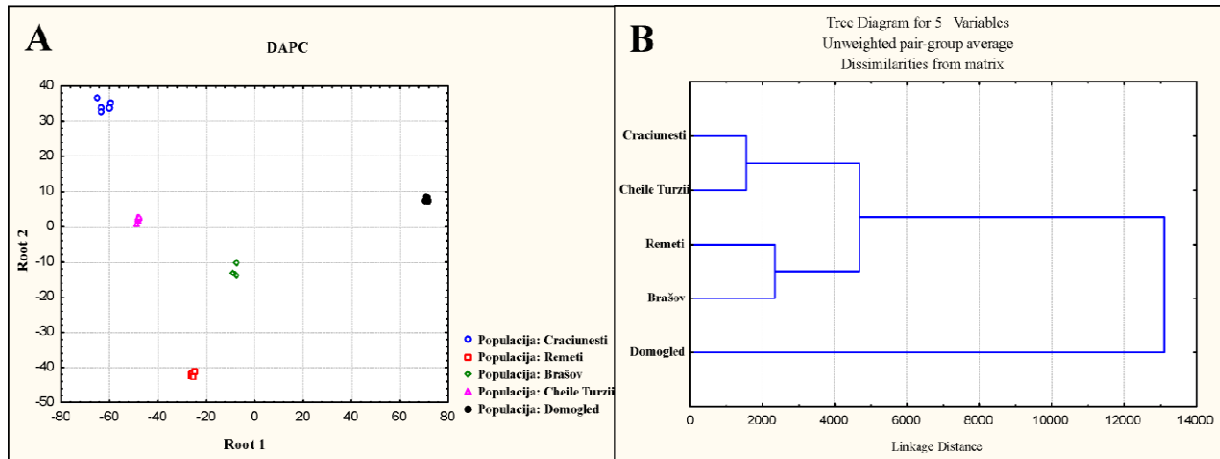 A
DAPC
40
30
20
10
0
-10
-20
-30
-40
-50
Root 2
-80 -60 -40 -20 0 20 40 60 80
Root 1
Populacija: Craciunesti
Populacija: Remeti
Populacija: Brašov
Populacija: Cheile Turzii
Populacija: Domogled
B
Tree Diagram for 5 Variables
Unweighted pair-group average
Dissimilarities from matrix
Craciunesti
Cheile Turzii
Remeti
Brašov
Domogled
0 2000 4000 6000 8000 10000 12000 14000
Linkage Distance